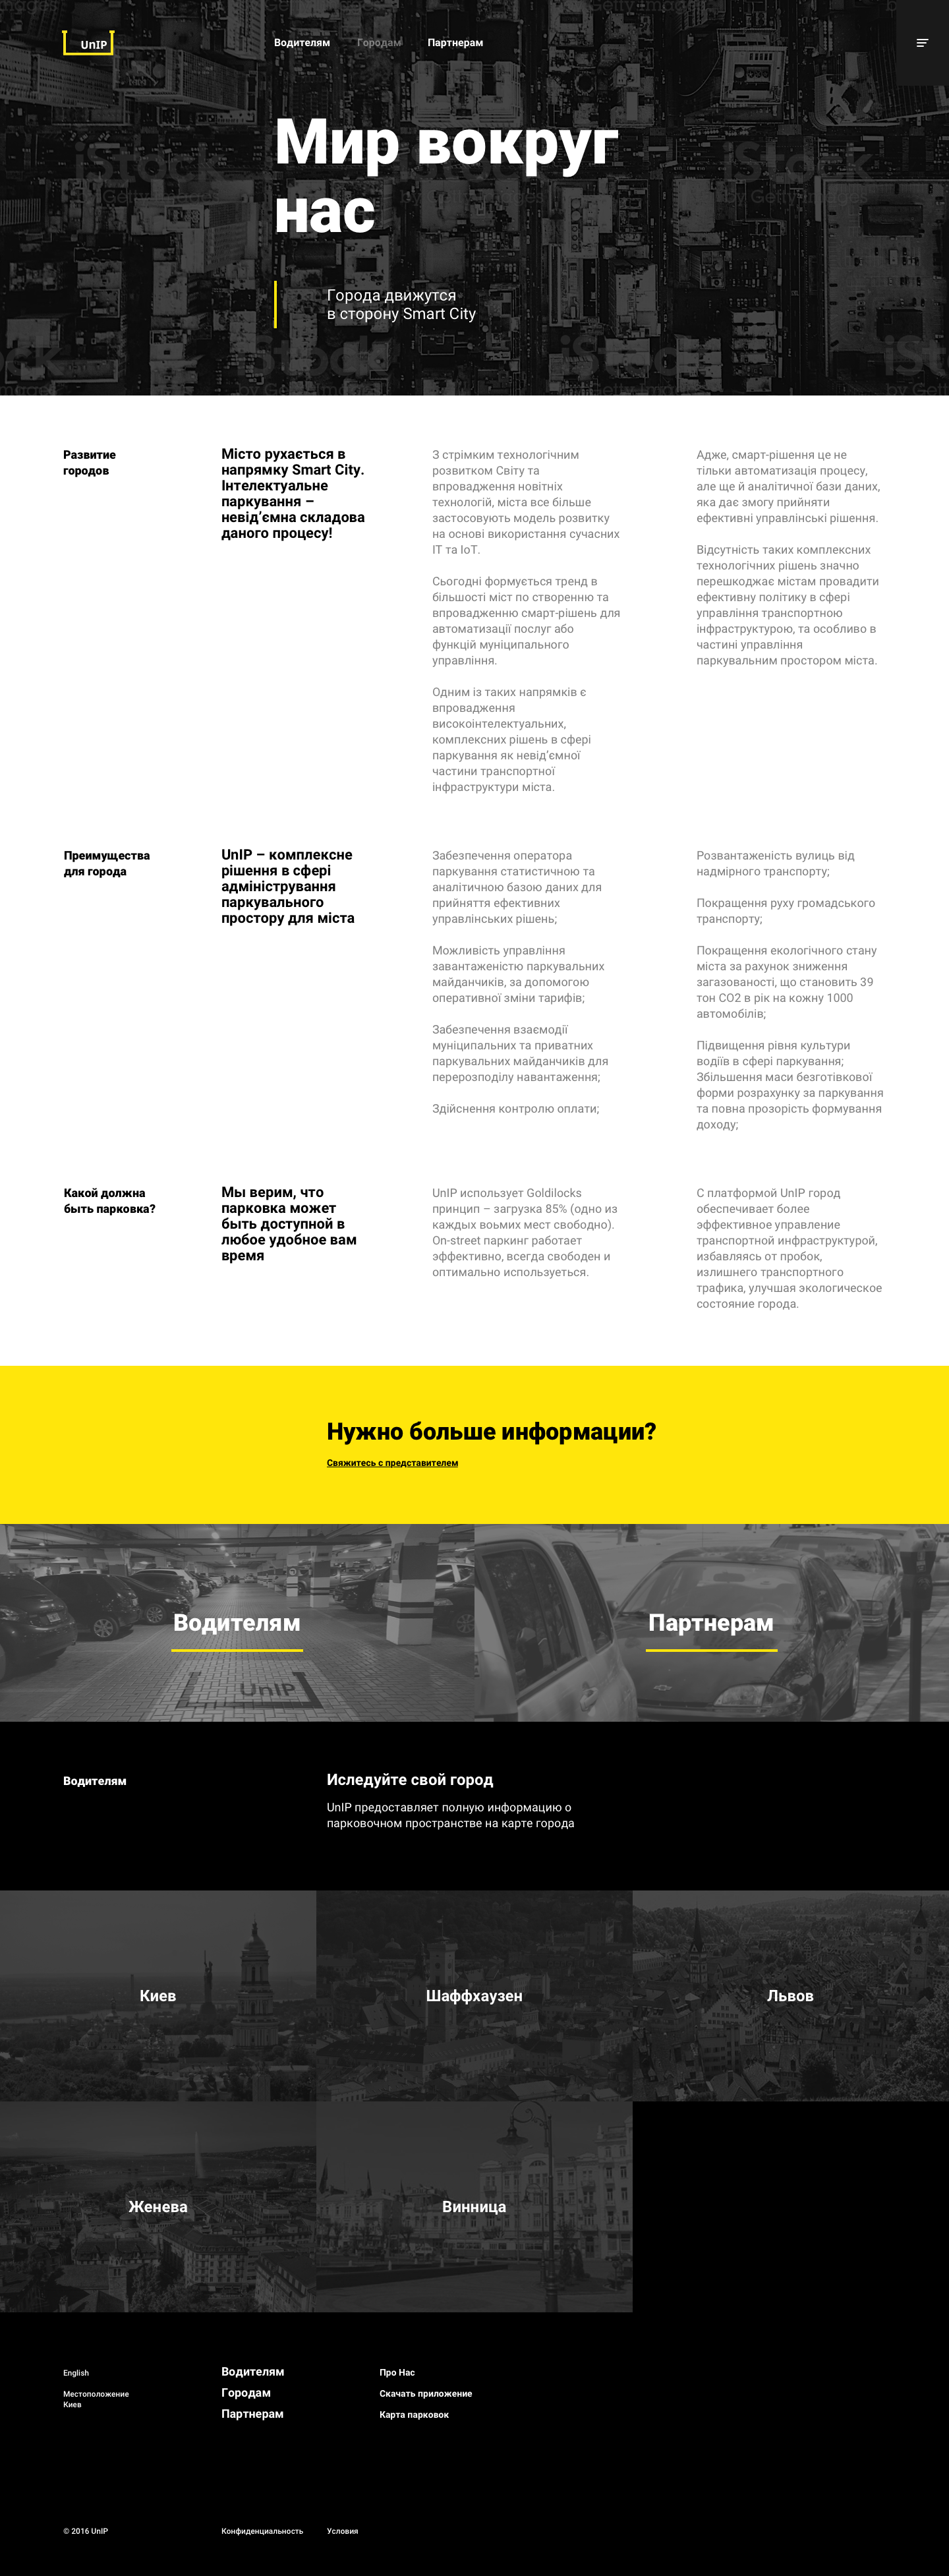 UnIP
Водителям
Городам
Партнерам
Мир вокруг
нас
Города движутся
в сторону Smart City
iStock
by Getty Images
Развитие
городов
Місто рухається в
напрямку Smart City.
Інтелектуальне
паркування –
невід’ємна складова
даного процесу!
З стрімким технологічним
розвитком Світу та
впровадження новітніх
технологій, міста все більше
застосовують модель розвитку
на основі використання сучасних
ІТ та ІоТ.
Сьогодні формується тренд в
більшості міст по створенню та
впровадженню смарт-рішень для
автоматизації послуг або
функцій муніципального
управління.
Одним із таких напрямків є
впровадження
високоінтелектуальних,
комплексних рішень в сфері
паркування як невід’ємної
частини транспортної
інфраструктури міста.
Адже, смарт-рішення це не
тільки автоматизація процесу,
але ще й аналітичної бази даних,
яка дає змогу прийняти
ефективні управлінські рішення.
Відсутність таких комплексних
технологічних рішень значно
перешкоджає містам провадити
ефективну політику в сфері
управління транспортною
інфраструктурою, та особливо в
частині управління
паркувальним простором міста.
Преимущества
для города
UnIP – комплексне
рішення в сфері
адміністрування
паркувального
простору для міста
Забезпечення оператора
паркування статистичною та
аналітичною базою даних для
прийняття ефективних
управлінських рішень;
Можливість управління
завантаженістю паркувальних
майданчиків, за допомогою
оперативної зміни тарифів;
Забезпечення взаємодії
муніципальних та приватних
паркувальних майданчиків для
перерозподілу навантаження;
Здійснення контролю оплати;
Розвантаженість вулиць від
надмірного транспорту;
Покращення руху громадського
транспорту;
Покращення екологічного стану
міста за рахунок зниження
загазованості, що становить 39
тон СО2 в рік на кожну 1000
автомобілів;
Підвищення рівня культури
водіїв в сфері паркування;
Збільшення маси безготівкової
форми розрахунку за паркування
та повна прозорість формування
доходу;
Какой должна
быть парковка?
Мы верим, что
парковка может
быть доступной в
любое удобное вам
время
UnIP использует Goldilocks
принцип – загрузка 85% (одно из
каждых воьмих мест свободно).
On-street паркинг работает
эффективно, всегда свободен и
оптимально используеться.
С платформой UnIP город
обеспечивает более
эффективное управление
транспортной инфраструктурой,
избавляясь от пробок,
излишнего транспортного
трафика, улучшая экологическое
состояние города.
Нужно больше информации?
Свяжитесь с представителем
Водителям
UnIP
Партнерам
Водителям
Иследуйте свой город
UnIP предоставляет полную информацию о
парковочном пространстве на карте города
Киев
Шаффхаузен
Львов
Женева
Винница
English
Местоположение
Киев
Водителям
Городам
Партнерам
Про Нас
Скачать приложение
Карта парковок
© 2016 UnIP
Конфиденциальность
Условия